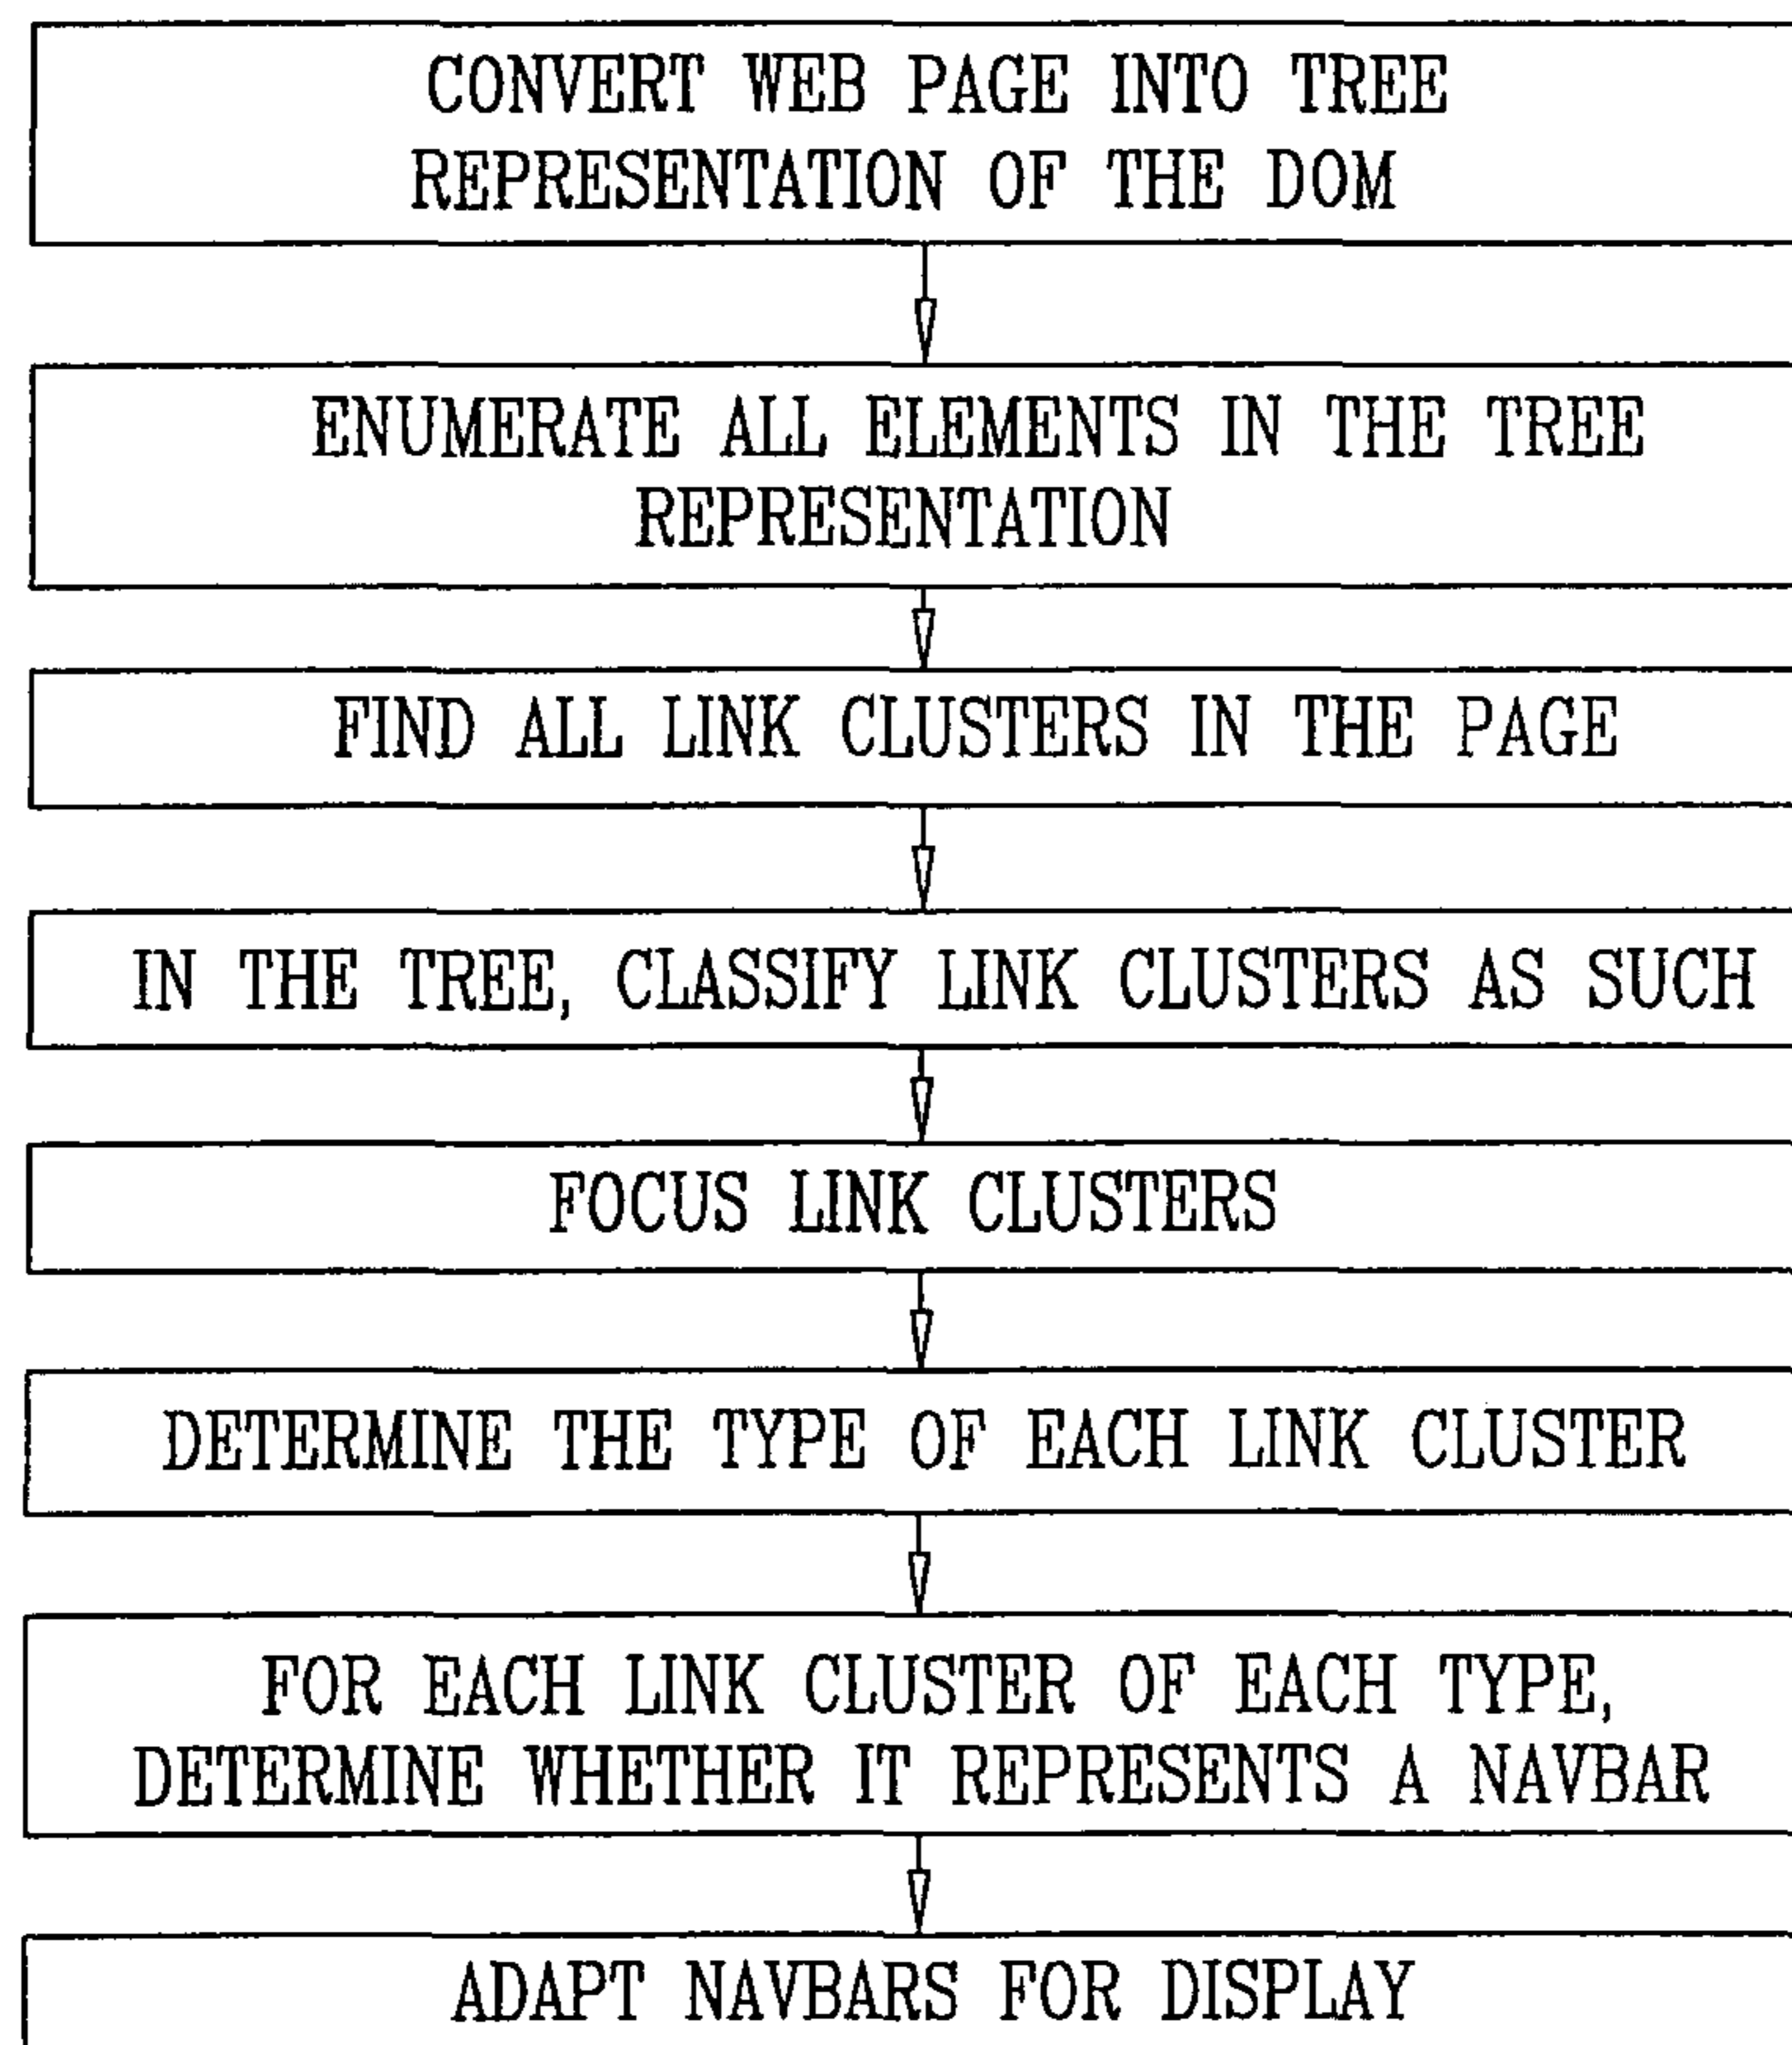 CONVERT WEB PAGE INTO TREE
REPRESENTATION OF THE DOM
ENUMERATE ALL ELEMENTS IN THE TREE
REPRESENTATION
FIND ALL LINK CLUSTERS IN THE PAGE
IN THE TREE, CLASSIFY LINK CLUSTERS AS SUCH
FOCUS LINK CLUSTERS
DETERMINE THE TYPE OF EACH LINK CLUSTER
FOR EACH LINK CLUSTER OF EACH TYPE,
DETERMINE WHETHER IT REPRESENTS A NAVBAR
ADAPT NAVBARS FOR DISPLAY